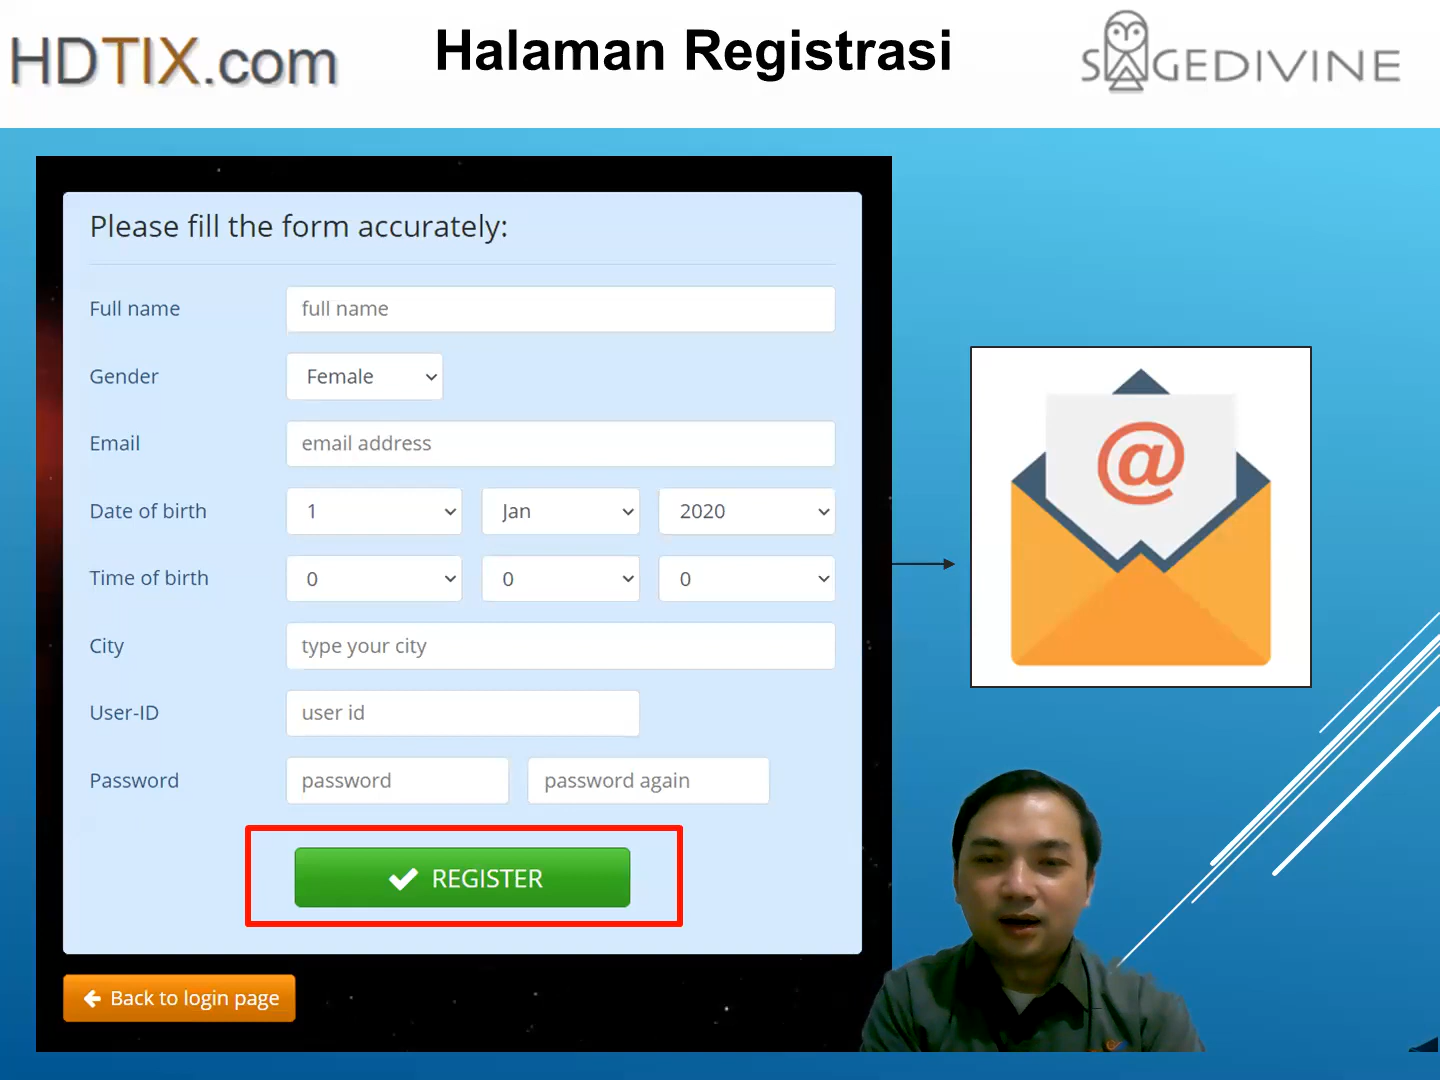 HDTIX.com
Halaman Registrasi
SAGEDIVINE
Please fill the form accurately:
Full name
full name
Gender
Female
Email
email address
Date of birth
1
Jan
2020
Time of birth
0
0
0
City
type your city
User-ID
user id
Password
password
password again
REGISTER
Back to login page
@